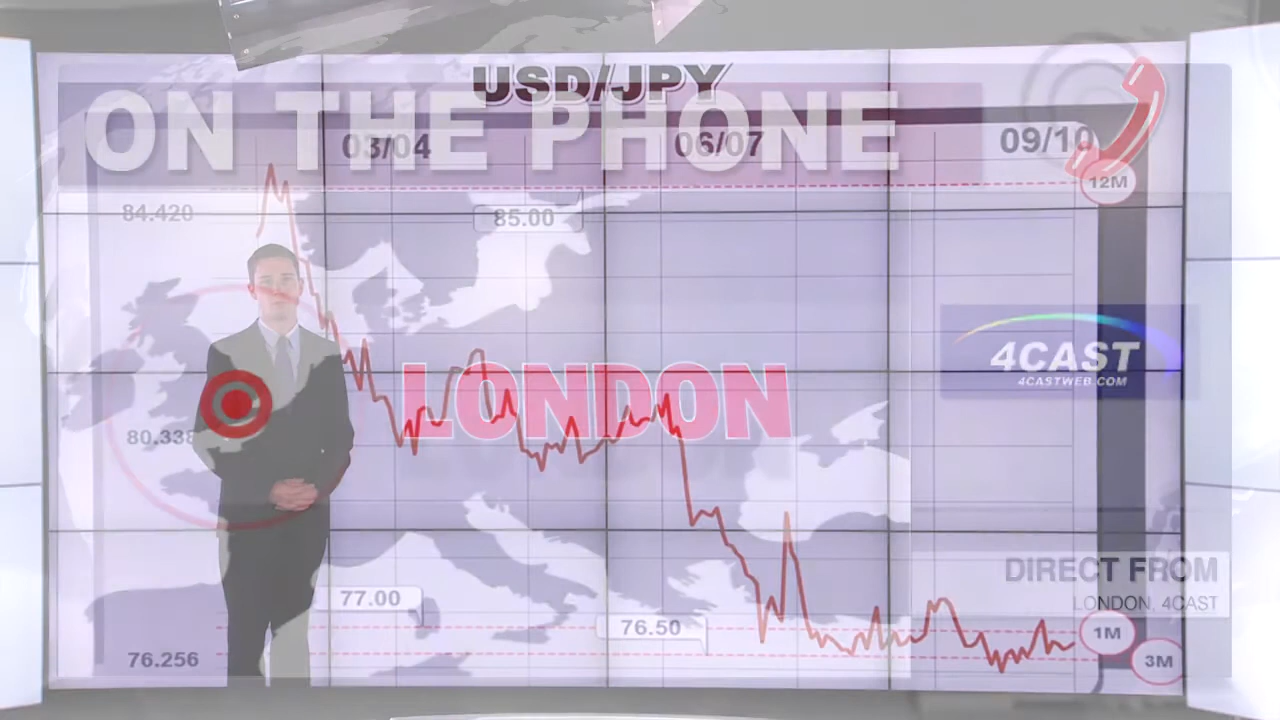 USD/JPY
ON THE PHONE
03/04
06/07
09/10
12M
84.420
85.00
4CAST
4CASTWEB.COM
LONDON
80.338
DIRECT FROM
LONDON, 4CAST
77.00
76.50
1M
76.256
3M